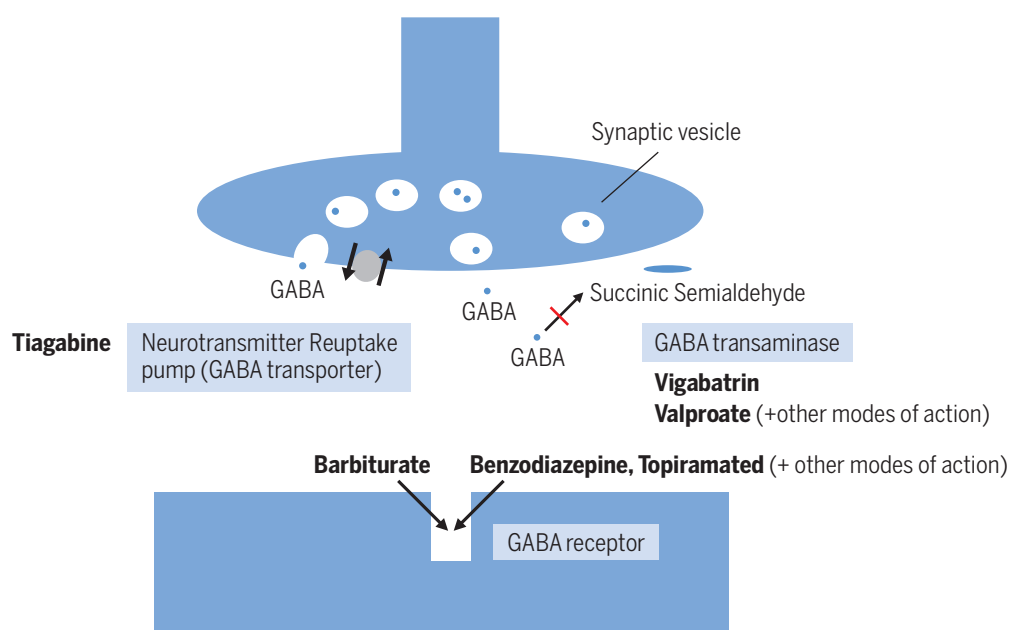 Synaptic vesicle
GABA
Succinic Semialdehyde
GABA
GABA
Tiagabine
Neurotransmitter Reuptake
pump (GABA transporter)
GABA transaminase
Vigabatrin
Valproate (+other modes of action)
Barbiturate
Benzodiazepine, Topiramated (+ other modes of action)
GABA receptor